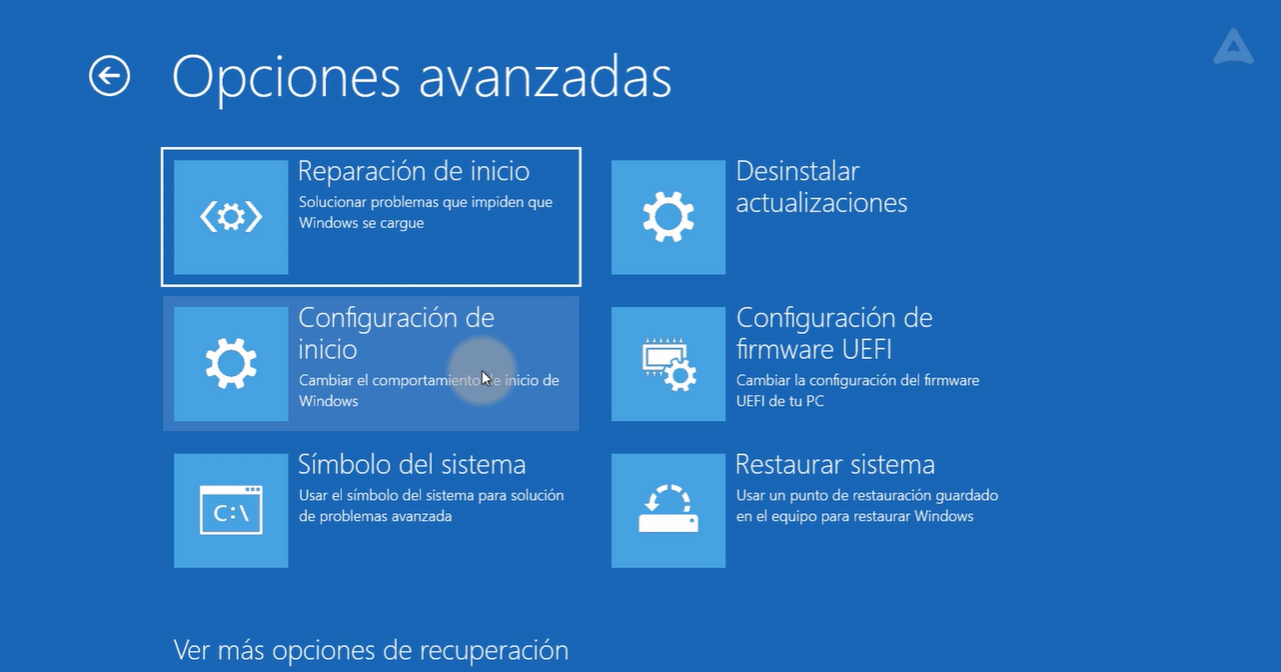 Opciones avanzadas
Reparación de inicio
Solucionar problemas que impiden que
Windows se cargue
Desinstalar
actualizaciones
Configuración de
inicio
Cambiar el comportamiento de inicio de
Windows
Configuración de
firmware UEFI
Cambiar la configuración del firmware
UEFI de tu PC
C:\
Símbolo del sistema
Usar el símbolo del sistema para solución
de problemas avanzada
Restaurar sistema
Usar un punto de restauración guardado
en el equipo para restaurar Windows
Ver más opciones de recuperación